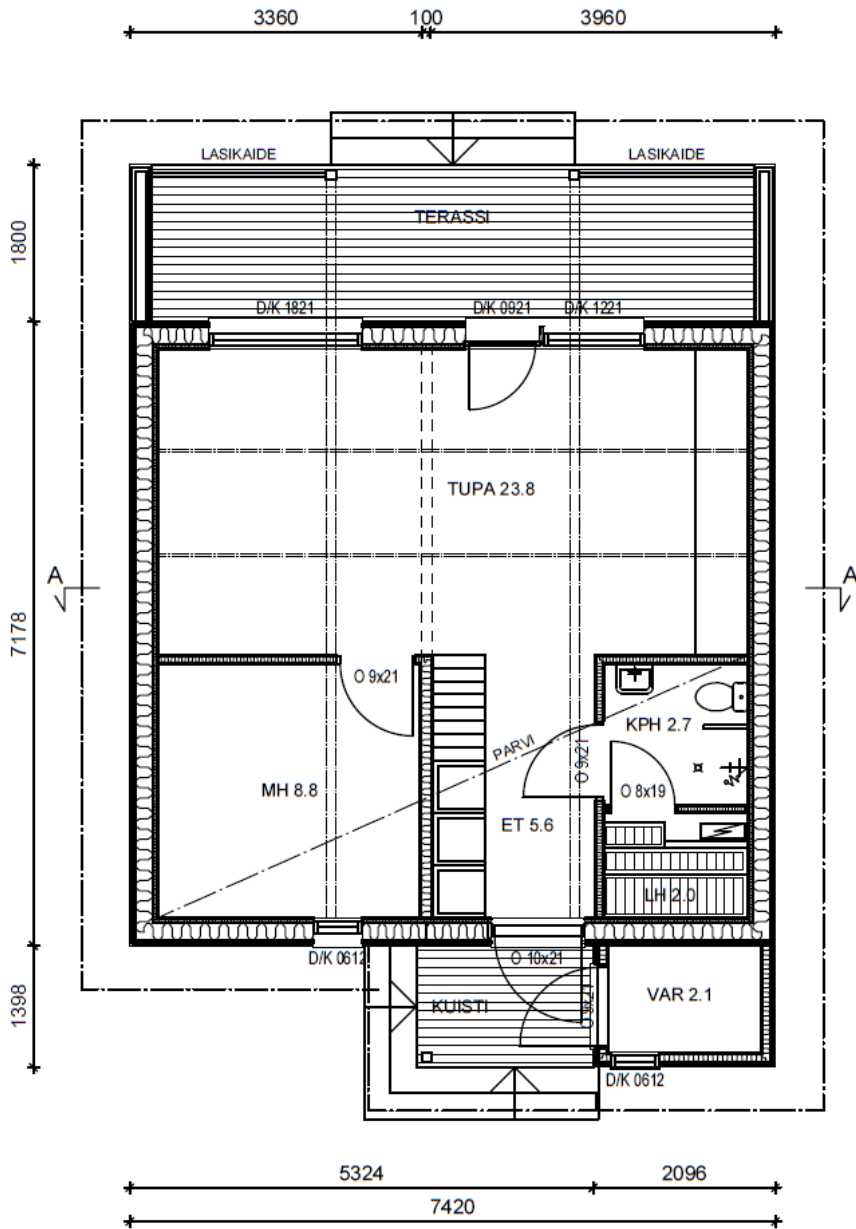 3360 100 3960
LASIKAIDE LASIKAIDE
TERASSI
1800
D/K 1821 D/K 0921 D/K 1221
TUPA 23.8
A A
7178
O 9x21
KPH 2.7
PARVI
O 9x21
MH 8.8
O 8x19
ET 5.6
LH 2.0
D/K 0612 O 10x21
1398
KUISTI
O 9x21
VAR 2.1
D/K 0612
5324 2096
7420